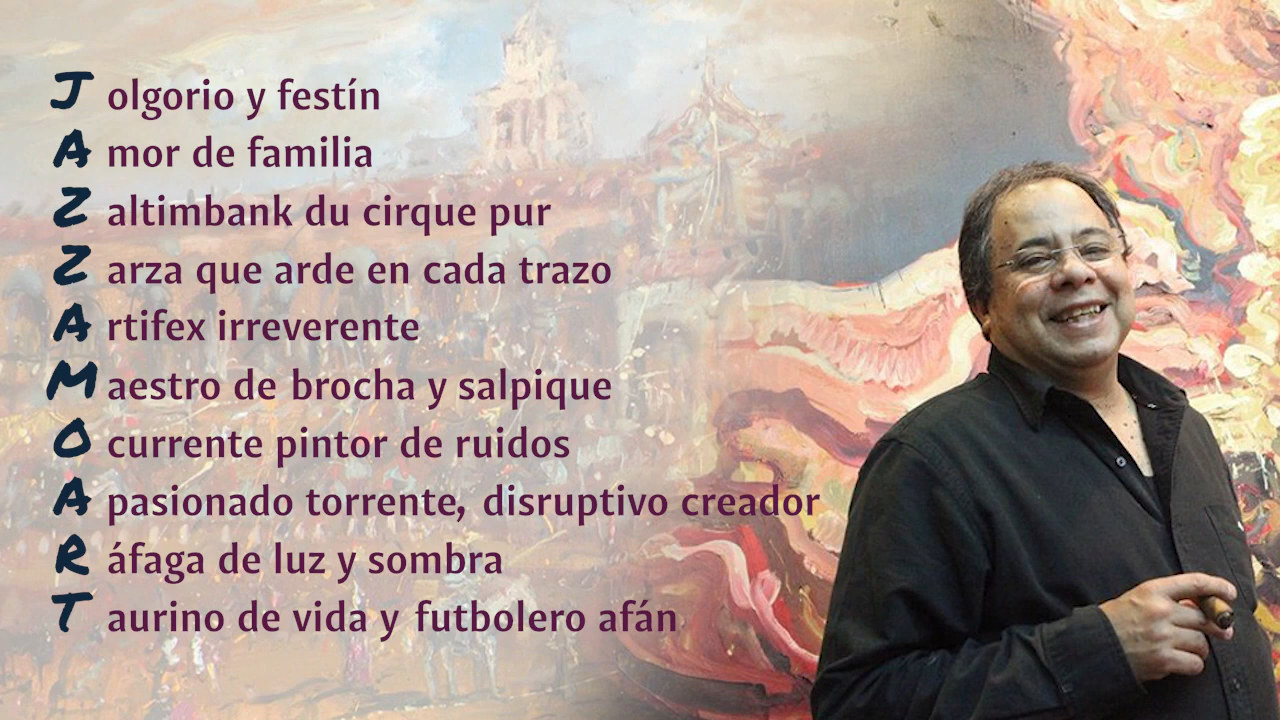 Jolgorio y festín
Amor de familia
Zaltimbank du cirque pur
Zarza que arde en cada trazo
Artifex irreverente
Maestro de brocha y salpique
Ocurrente pintor de ruidos
Apasionado torrente, disruptivo creador
Ráfaga de luz y sombra
Taurino de vida y futbolero afán